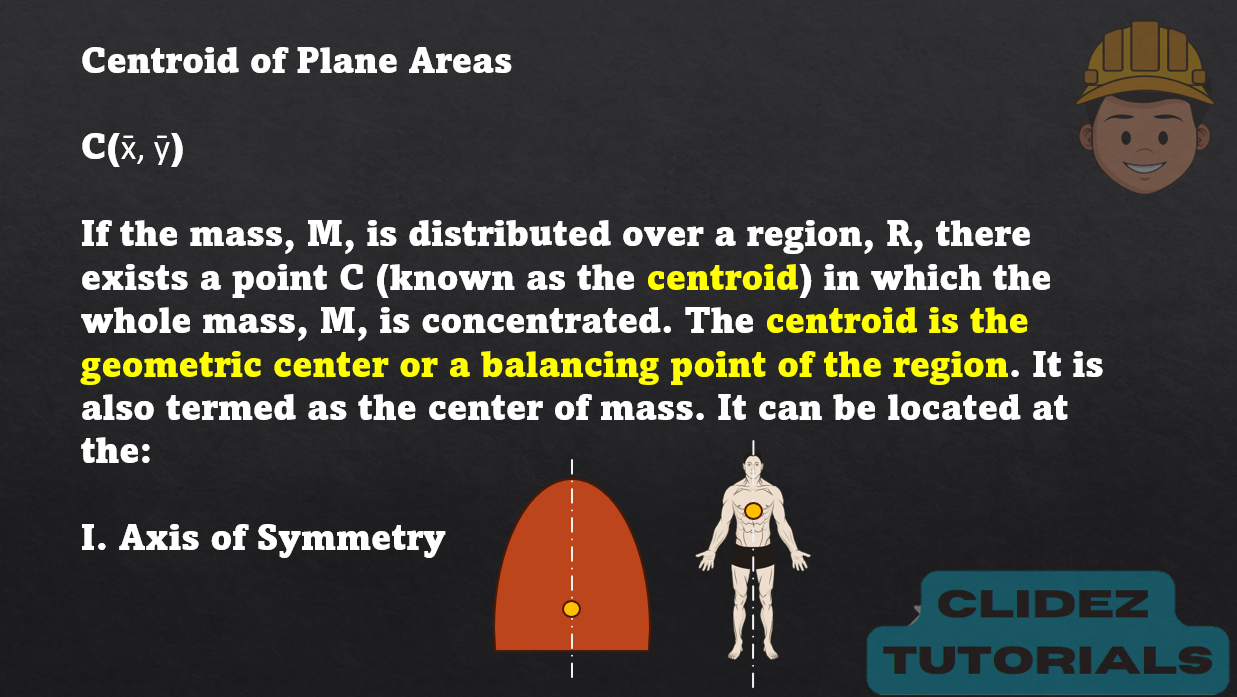 Centroid of Plane Areas
C(x̄, ȳ)
If the mass, M, is distributed over a region, R, there
exists a point C (known as the centroid) in which the
whole mass, M, is concentrated. The centroid is the
geometric center or a balancing point of the region. It is
also termed as the center of mass. It can be located at
the:
I. Axis of Symmetry
CLIDEZ
TUTORIALS